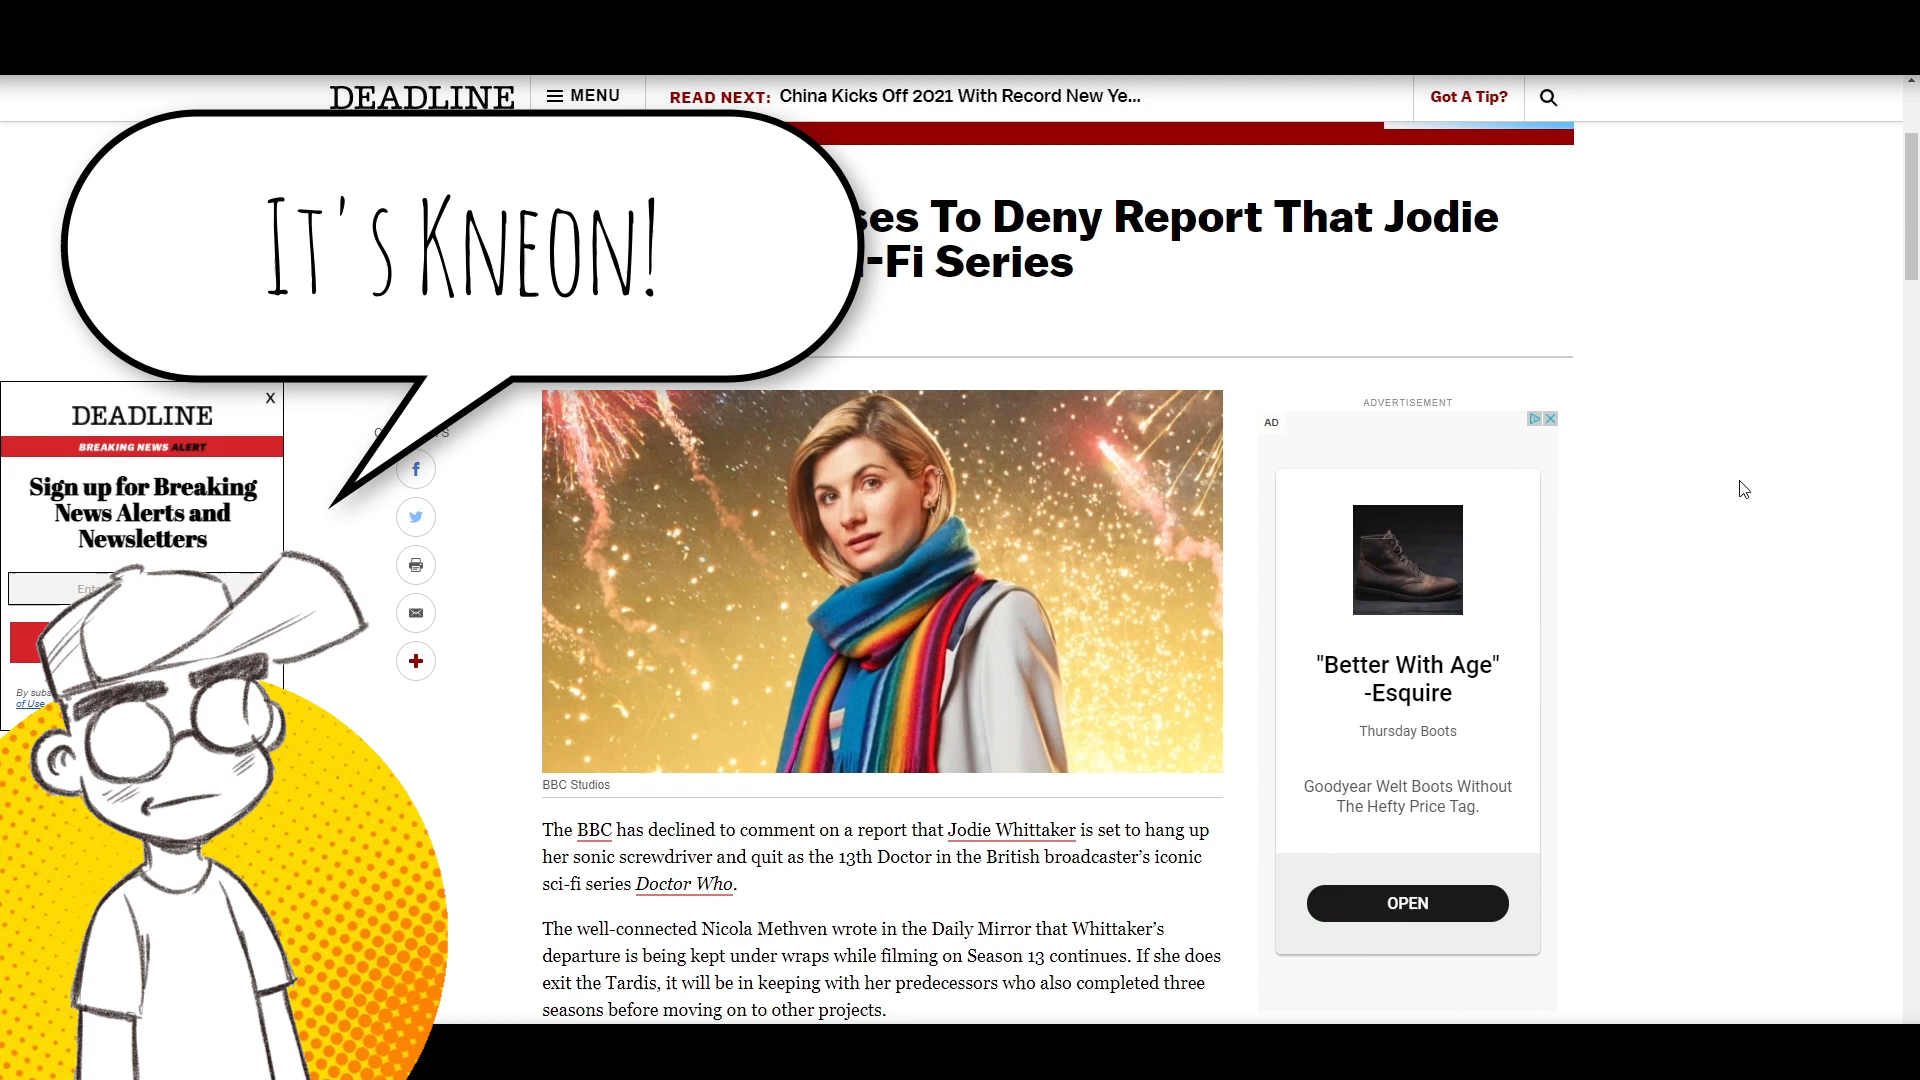 DEADLINE
MENU
READ NEXT: China Kicks Off 2021 With Record New Ye...
Got A Tip?
It's Kneon!
ses To Deny Report That Jodie
-Fi Series
X
DEADLINE
BREAKING NEWS ALERT
Sign up for Breaking
News Alerts and
Newsletters
By subs
of Use
BBC Studios
The BBC has declined to comment on a report that Jodie Whittaker is set to hang up
her sonic screwdriver and quit as the 13th Doctor in the British broadcaster's iconic
sci-fi series Doctor Who.
The well-connected Nicola Methven wrote in the Daily Mirror that Whittaker's
departure is being kept under wraps while filming on Season 13 continues. If she does
exit the Tardis, it will be in keeping with her predecessors who also completed three
seasons before moving on to other projects.
ADVERTISEMENT
AD
"Better With Age"
-Esquire
Thursday Boots
Goodyear Welt Boots Without
The Hefty Price Tag.
OPEN